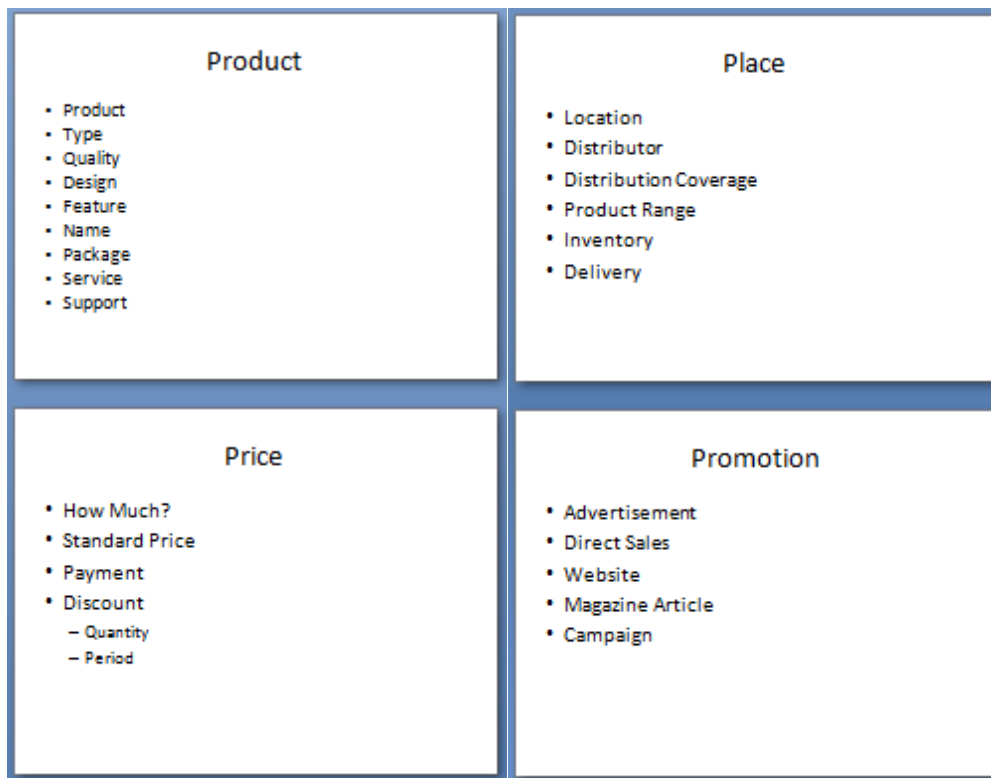 Product
▪ Product
▪ Type
▪ Quality
▪ Design
▪ Feature
▪ Name
▪ Package
▪ Service
▪ Support
Place
• Location
• Distributor
• Distribution Coverage
• Product Range
• Inventory
• Delivery
Price
• How Much?
• Standard Price
• Payment
• Discount
– Quantity
– Period
Promotion
• Advertisement
• Direct Sales
• Website
• Magazine Article
• Campaign